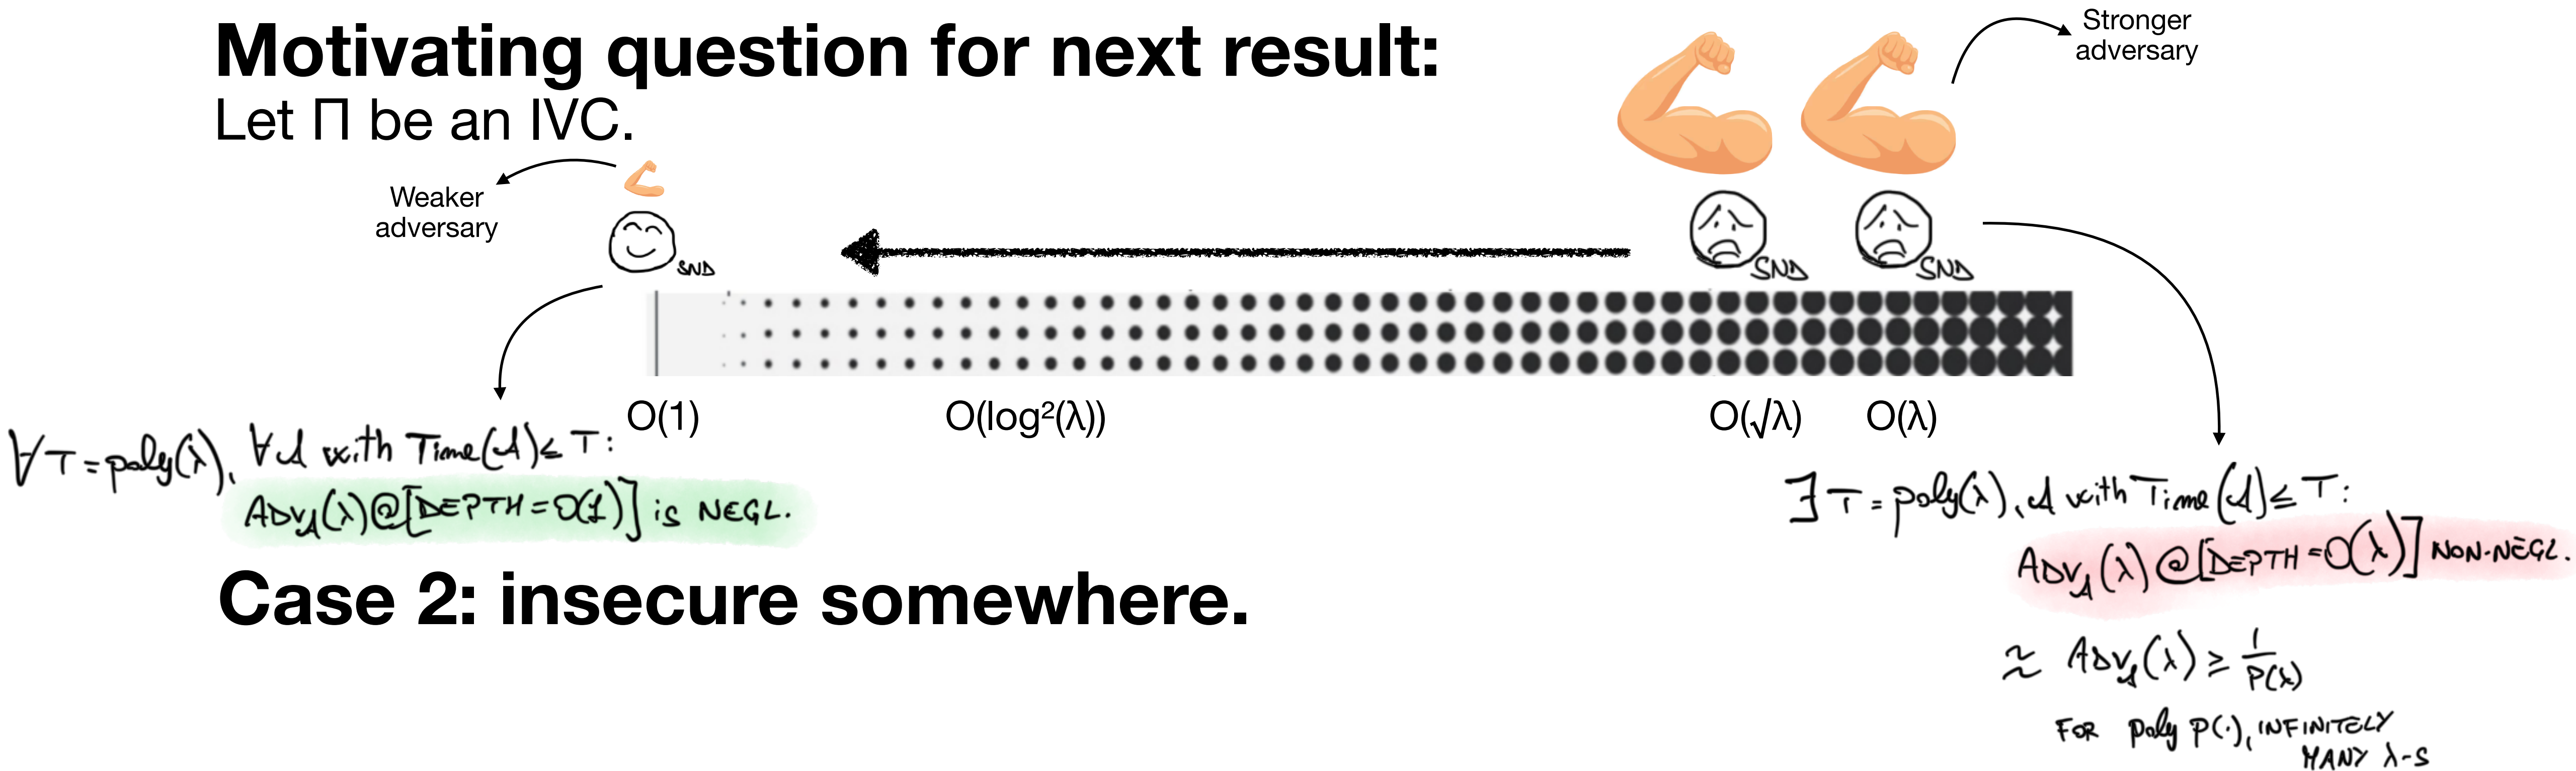 Motivating question for next result:
Let Π be an IVC.
Stronger
adversary
Weaker
adversary
SND
SND
SND
O(1)
O(log²(λ))
O(√λ)
O(λ)
∀ T = poly(λ), ∀ A with Time(A) ≤ T:
ADV_A(λ)@[DEPTH = O(1)] is NEGL.
∃ T = poly(λ), A with Time(A) ≤ T:
ADV_A(λ)@[DEPTH = O(λ)] NON-NEGL.
≈ ADV_A(λ) ≥ 1/P(λ)
FOR poly P(·), INFINITELY
MANY λ-s
Case 2: insecure somewhere.